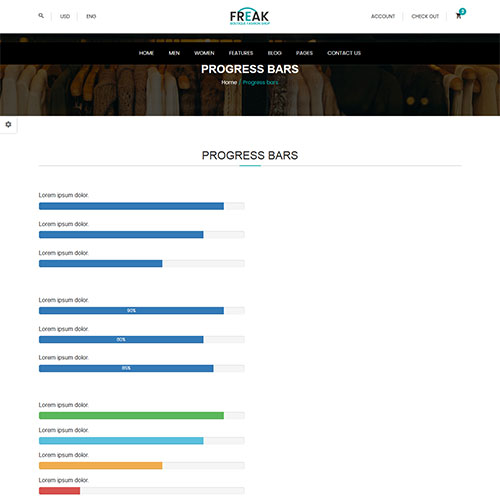 USD ENG FREAK ACCOUNT CHECK OUT 2
BOUTIQUE FASHION SHOP
HOME MEN WOMEN FEATURES BLOG PAGES CONTACT US
PROGRESS BARS
Home / Progress bars
PROGRESS BARS
Lorem ipsum dolor.
Lorem ipsum dolor.
Lorem ipsum dolor.
Lorem ipsum dolor.
90%
Lorem ipsum dolor.
80%
Lorem ipsum dolor.
85%
Lorem ipsum dolor.
Lorem ipsum dolor.
Lorem ipsum dolor.
Lorem ipsum dolor.